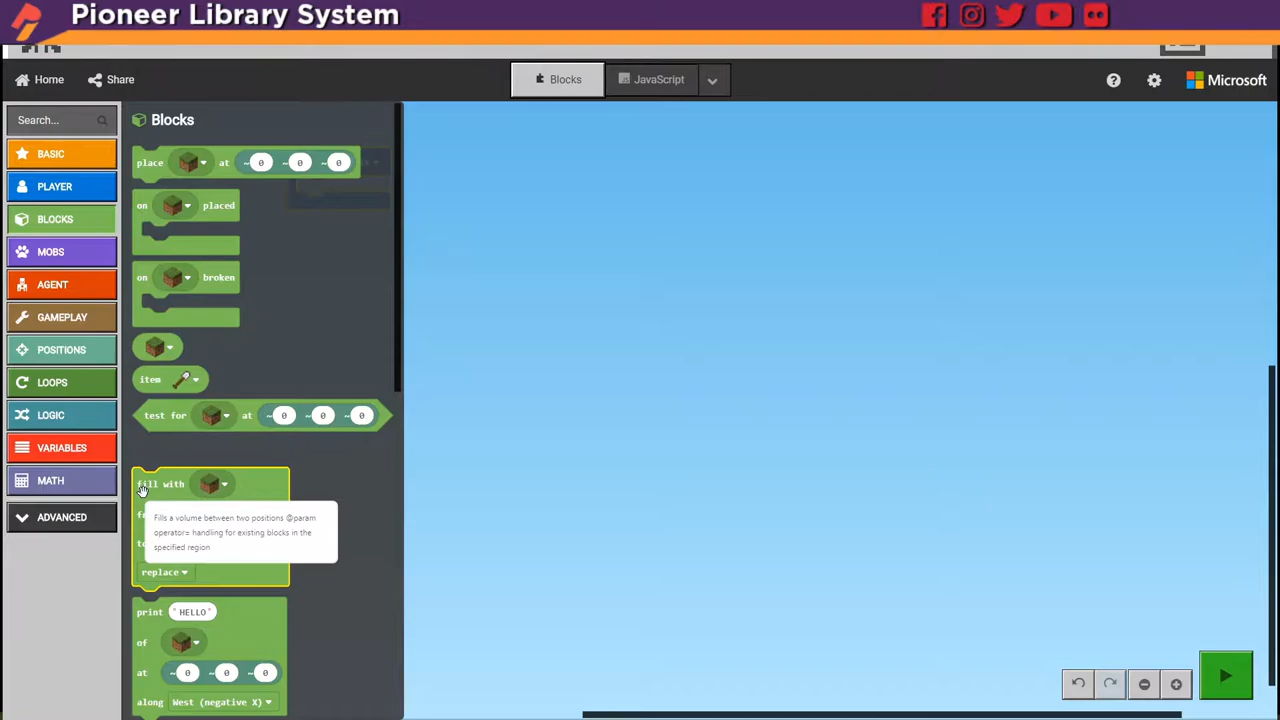 Pioneer Library System
Home
Share
Blocks
JavaScript
Microsoft
Search...
BASIC
PLAYER
BLOCKS
MOBS
AGENT
GAMEPLAY
POSITIONS
LOOPS
LOGIC
VARIABLES
MATH
ADVANCED
Blocks
place at ~0 ~0 ~0
on placed
on broken
item
test for at ~0 ~0 ~0
fill with
Fills a volume between two positions @param
operator= handling for existing blocks in the
specified region
replace
print "HELLO"
of
at ~0 ~0 ~0
along West (negative X)